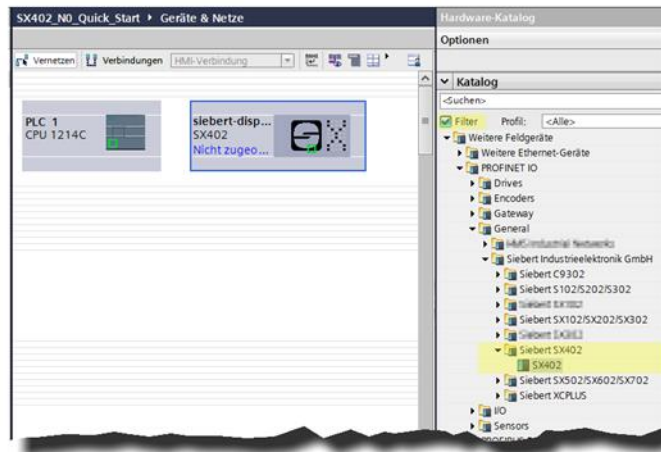 SX402_N0_Quick_Start ▸ Geräte & Netze
Vernetzen Verbindungen HMI-Verbindung
PLC 1
CPU 1214C
siebert-disp...
SX402
Nicht zugeo...
Hardware-Katalog
Optionen
Katalog
<Suchen>
Filter Profil: <Alle>
Weitere Feldgeräte
Weitere Ethernet-Geräte
PROFINET IO
Drives
Encoders
Gateway
General
Siebert Industrieelektronik GmbH
Siebert C9302
Siebert S102/S202/S302
Siebert SX102/SX202/SX302
Siebert SX402
SX402
Siebert SX502/SX602/SX702
Siebert XCPLUS
I/O
Sensors